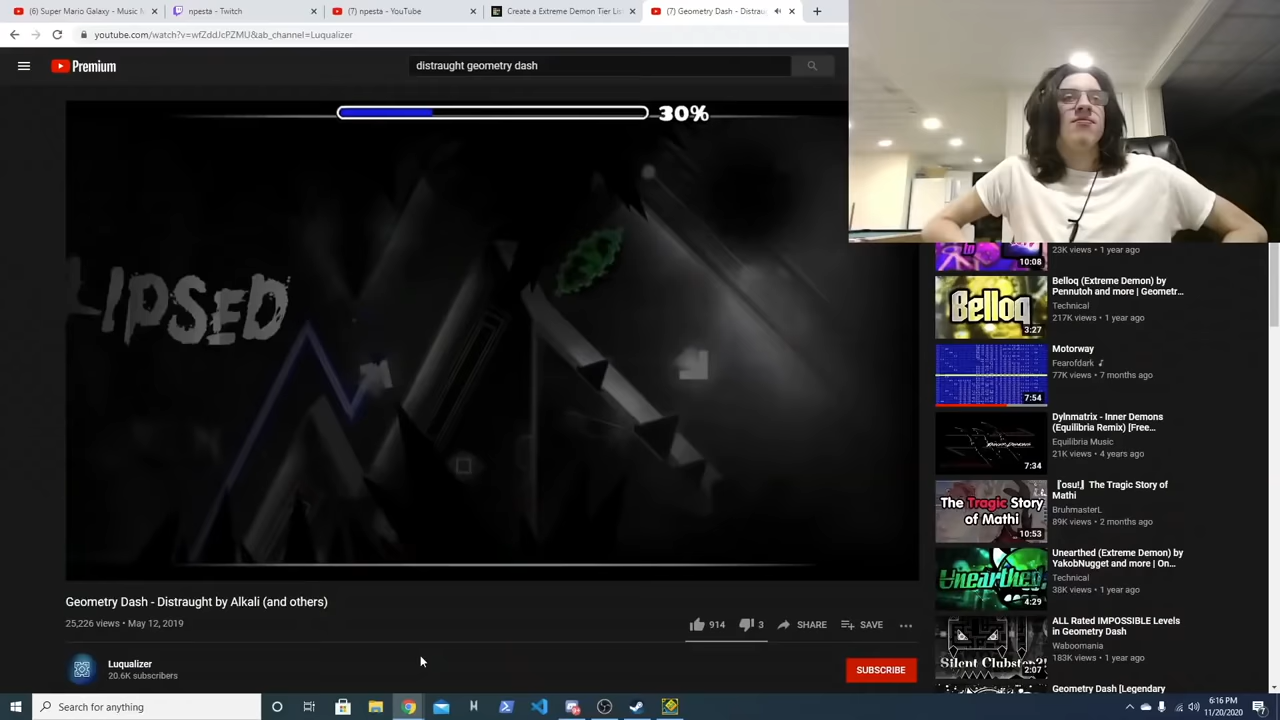 (6) Super Mario Galaxy - Music M
npesta - Twitch
(7) npesta - YouTube
Create a Extreme Demon Tier Lis
(7) Geometry Dash - Distrau
youtube.com/watch?v=wfZddJcPZMU&ab_channel=Luqualizer
Premium
distraught geometry dash
30%
LIPSED
Geometry Dash - Distraught by Alkali (and others)
25,226 views • May 12, 2019
914
3
SHARE
SAVE
Luqualizer
20.6K subscribers
SUBSCRIBE
23K views • 1 year ago
10:08
Belloq
3:27
Belloq (Extreme Demon) by
Pennutoh and more | Geometr...
Technical
217K views • 1 year ago
7:54
Motorway
Fearofdark
77K views • 7 months ago
7:34
Dylnmatrix - Inner Demons
(Equilibria Remix) [Free...
Equilibria Music
21K views • 4 years ago
The Tragic Story
of Mathi
10:53
『osu!』The Tragic Story of
Mathi
BruhmasterL
89K views • 2 months ago
Unearthed
4:29
Unearthed (Extreme Demon) by
YakobNugget and more | On...
Technical
38K views • 1 year ago
Silent Clubstep?!
2:07
ALL Rated IMPOSSIBLE Levels
in Geometry Dash
Waboomania
183K views • 1 year ago
Geometry Dash [Legendary
Search for anything
6:16 PM
11/20/2020